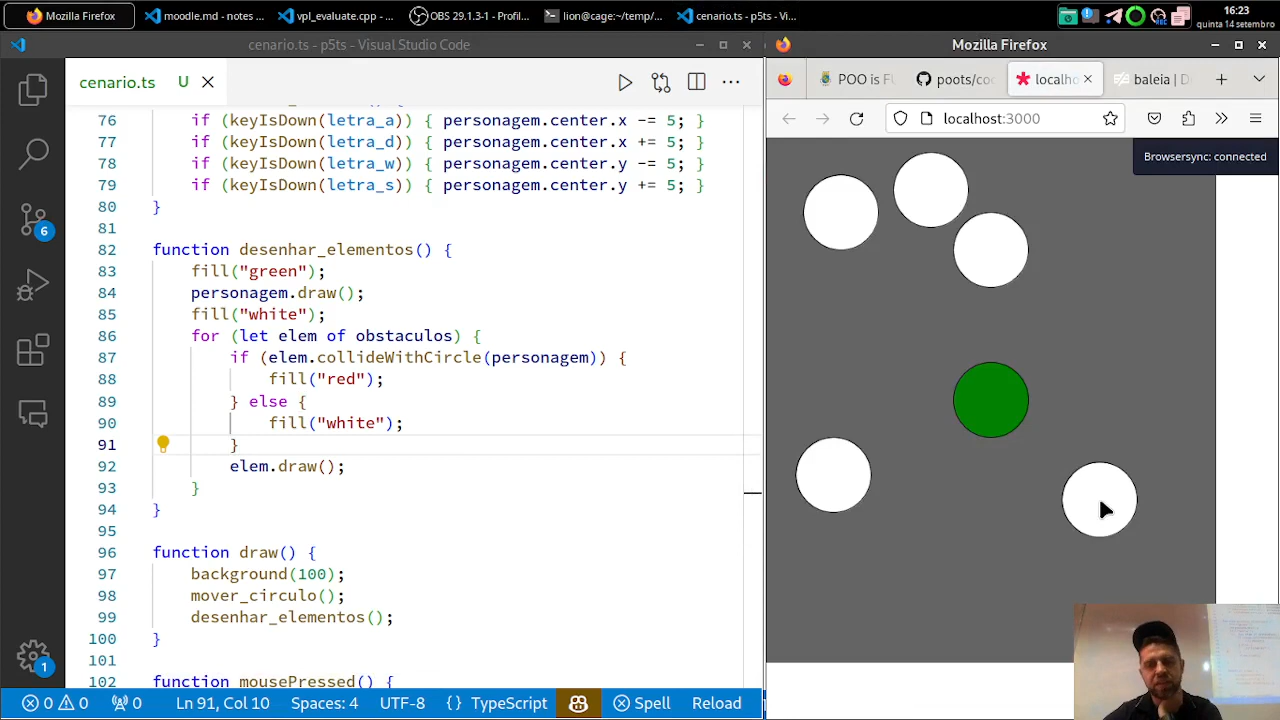 Mozilla Firefox
moodle.md - notes ...
vpl_evaluate.cpp - ...
OBS 29.1.3-1 - Profil...
lion@cage:~/temp/...
cenario.ts - p5ts - Vi...
16:23
quinta 14 setembro
cenario.ts - p5ts - Visual Studio Code
Mozilla Firefox
cenario.ts U
POO is FU
poots/co
localho
baleia | D
localhost:3000
Browsersync: connected
76 if (keyIsDown(letra_a)) { personagem.center.x -= 5; }
77 if (keyIsDown(letra_d)) { personagem.center.x += 5; }
78 if (keyIsDown(letra_w)) { personagem.center.y -= 5; }
79 if (keyIsDown(letra_s)) { personagem.center.y += 5; }
80 }
81
82 function desenhar_elementos() {
83 fill("green");
84 personagem.draw();
85 fill("white");
86 for (let elem of obstaculos) {
87 if (elem.collideWithCircle(personagem)) {
88 fill("red");
89 } else {
90 fill("white");
91 }
92 elem.draw();
93 }
94 }
95
96 function draw() {
97 background(100);
98 mover_circulo();
99 desenhar_elementos();
100 }
101
102 function mousePressed() {
6
1
0 0 0 Ln 91, Col 10 Spaces: 4 UTF-8 { } TypeScript Spell Reload